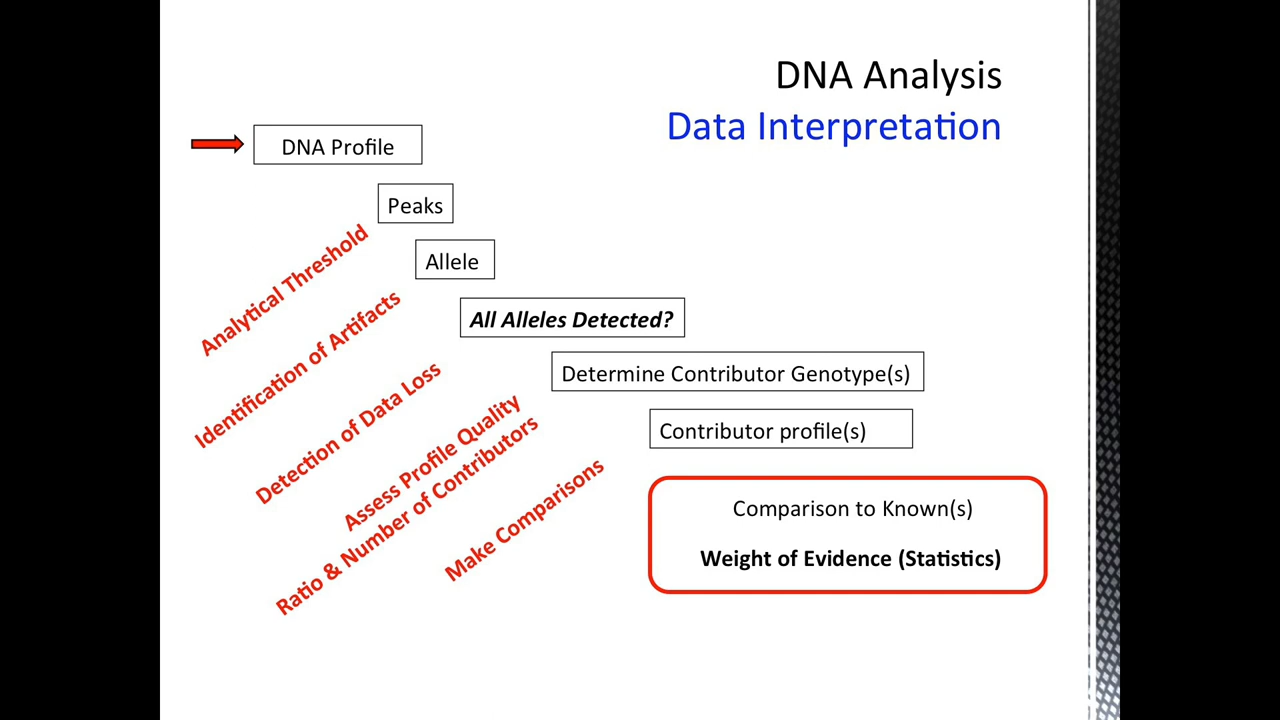 DNA Analysis
Data Interpretation
DNA Profile
Peaks
Analytical Threshold
Allele
Identification of Artifacts
All Alleles Detected?
Detection of Data Loss
Determine Contributor Genotype(s)
Assess Profile Quality
Ratio & Number of Contributors
Contributor profile(s)
Make Comparisons
Comparison to Known(s)
Weight of Evidence (Statistics)